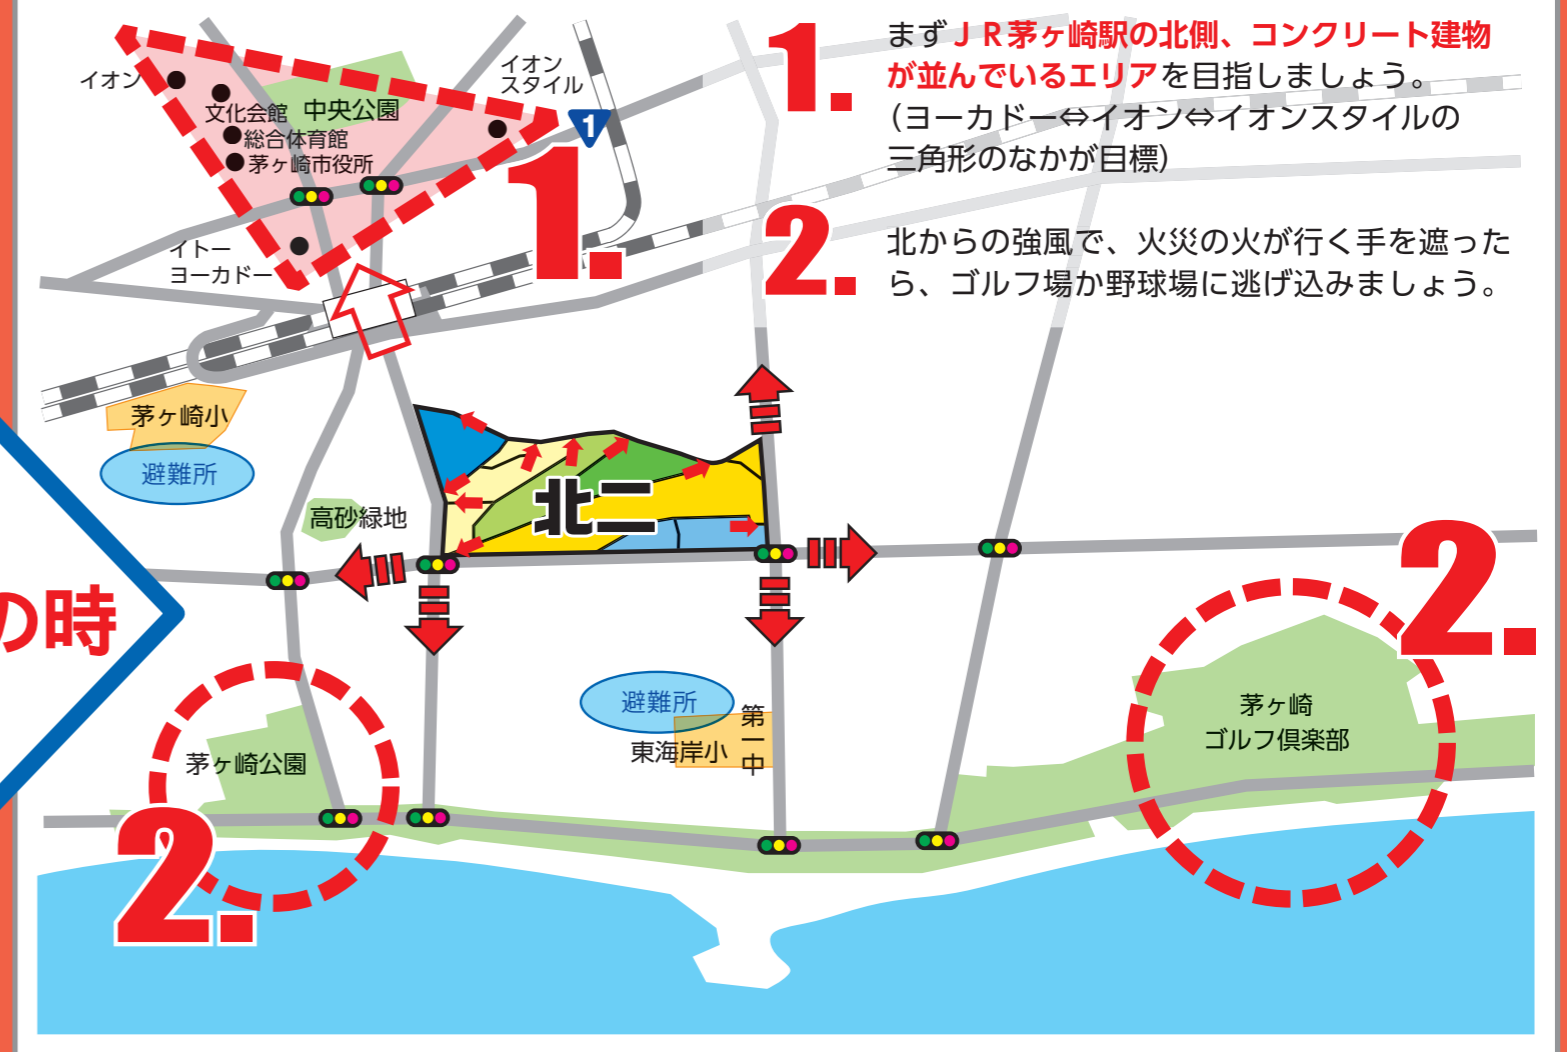 1.
まずＪＲ茅ヶ崎駅の北側、コンクリート建物
が並んでいるエリアを目指しましょう。
（ヨーカドー⇔イオン⇔イオンスタイルの
三角形のなかが目標）
2.
北からの強風で、火災の火が行く手を遮った
ら、ゴルフ場か野球場に逃げ込みましょう。
イオン
イオン
スタイル
文化会館
中央公園
総合体育館
茅ヶ崎市役所
1
1.
イトー
ヨーカドー
茅ヶ崎小
避難所
高砂緑地
北二
の時
2.
避難所
第一中
東海岸小
茅ヶ崎
ゴルフ倶楽部
茅ヶ崎公園
2.